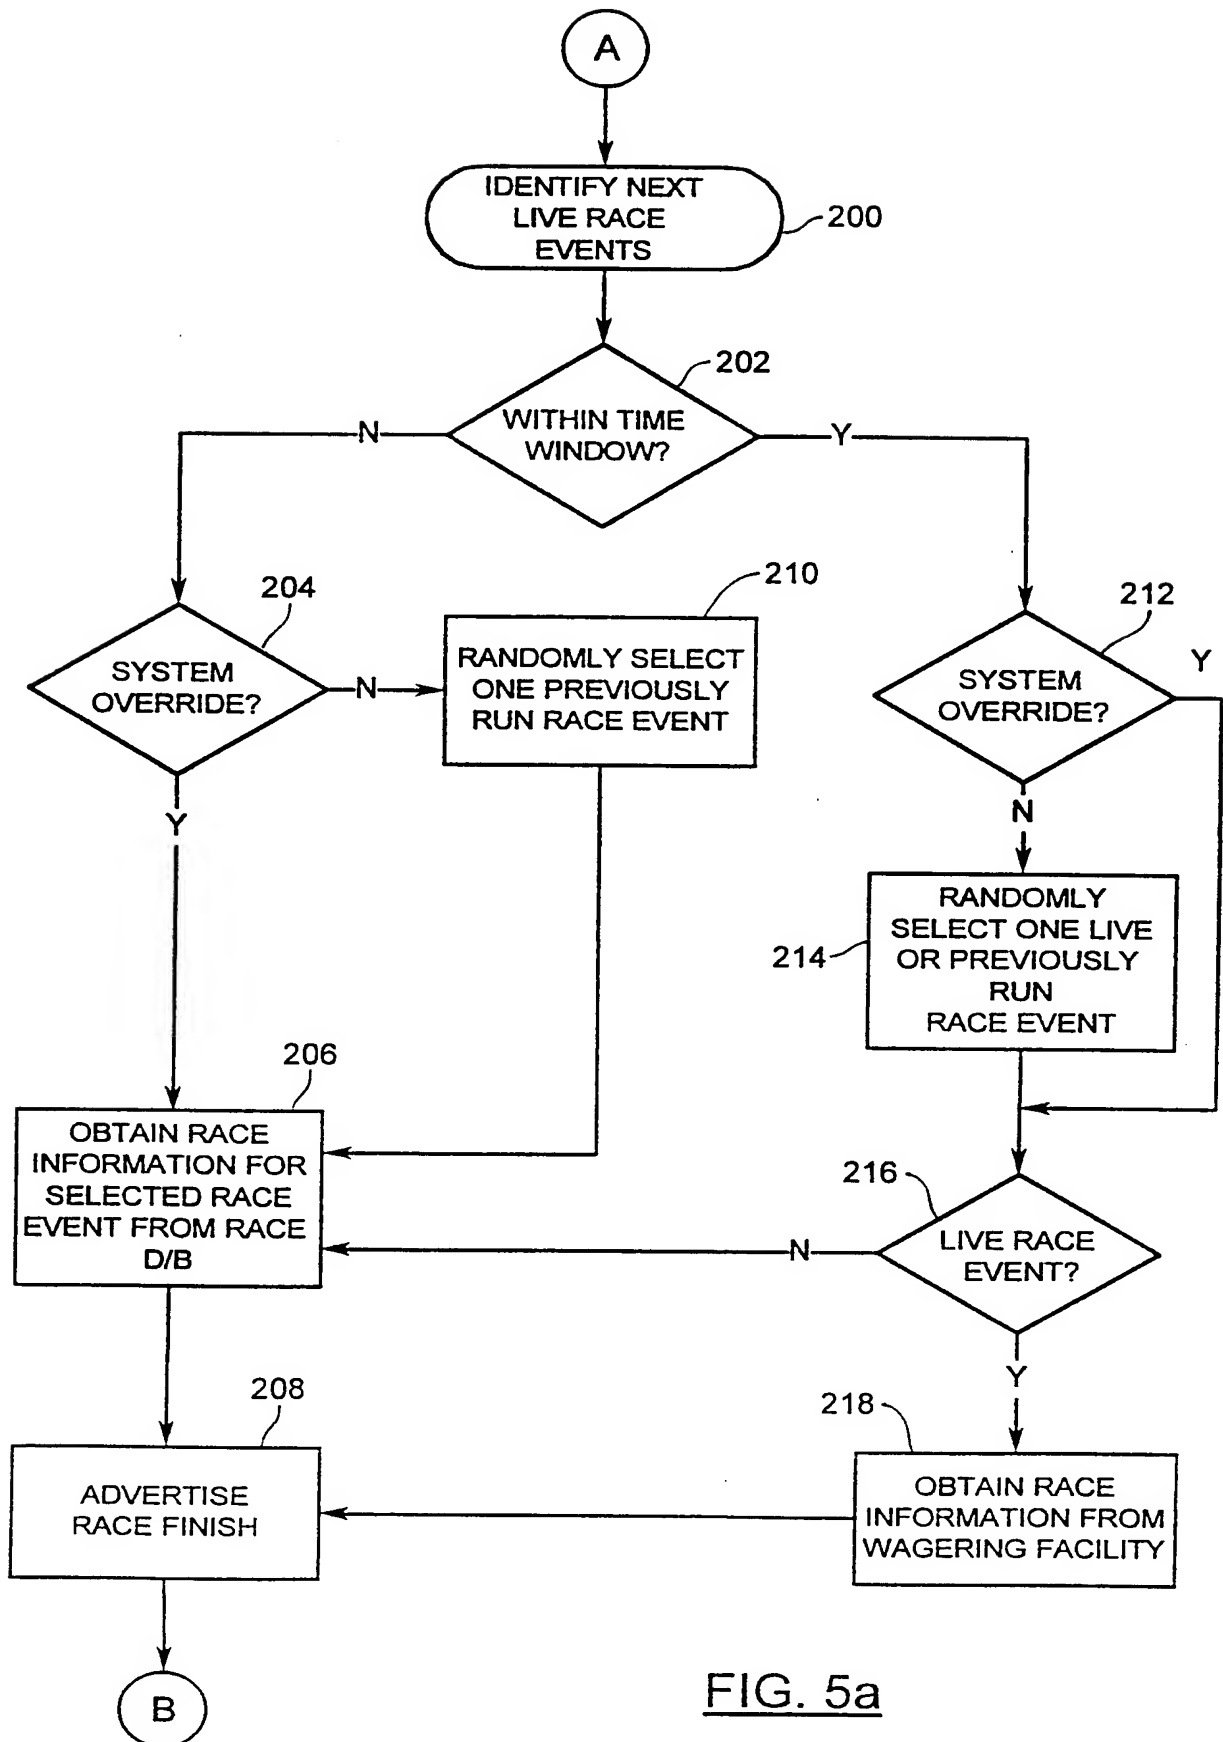 A
IDENTIFY NEXT
LIVE RACE
EVENTS
200
202
WITHIN TIME
WINDOW?
N
Y
204
SYSTEM
OVERRIDE?
N
Y
210
RANDOMLY SELECT
ONE PREVIOUSLY
RUN RACE EVENT
212
SYSTEM
OVERRIDE?
Y
N
214
RANDOMLY
SELECT ONE LIVE
OR PREVIOUSLY
RUN
RACE EVENT
206
OBTAIN RACE
INFORMATION FOR
SELECTED RACE
EVENT FROM RACE
D/B
216
LIVE RACE
EVENT?
N
Y
208
ADVERTISE
RACE FINISH
218
OBTAIN RACE
INFORMATION FROM
WAGERING FACILITY
B
FIG. 5a